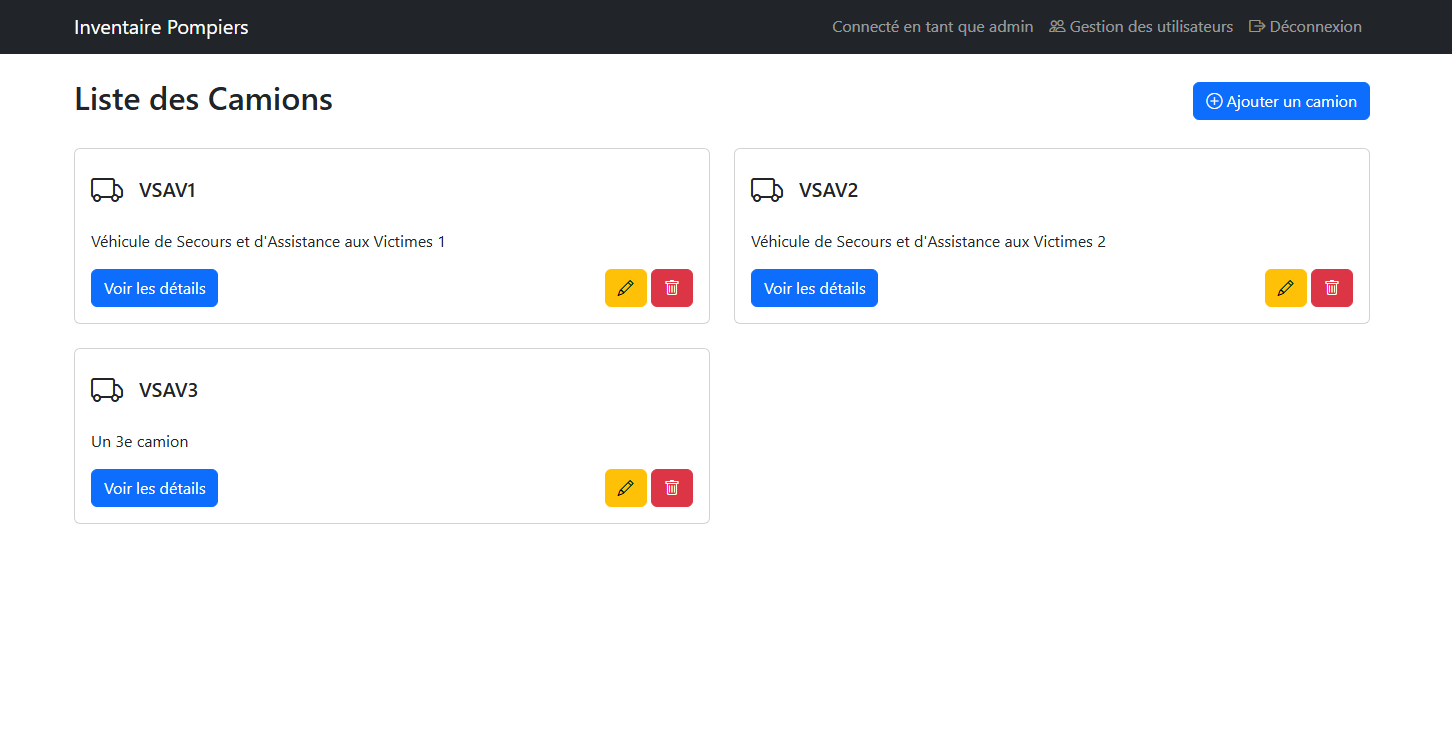 Inventaire Pompiers
Connecté en tant que admin Gestion des utilisateurs Déconnexion
Liste des Camions
Ajouter un camion
VSAV1
Véhicule de Secours et d'Assistance aux Victimes 1
Voir les détails
VSAV2
Véhicule de Secours et d'Assistance aux Victimes 2
Voir les détails
VSAV3
Un 3e camion
Voir les détails